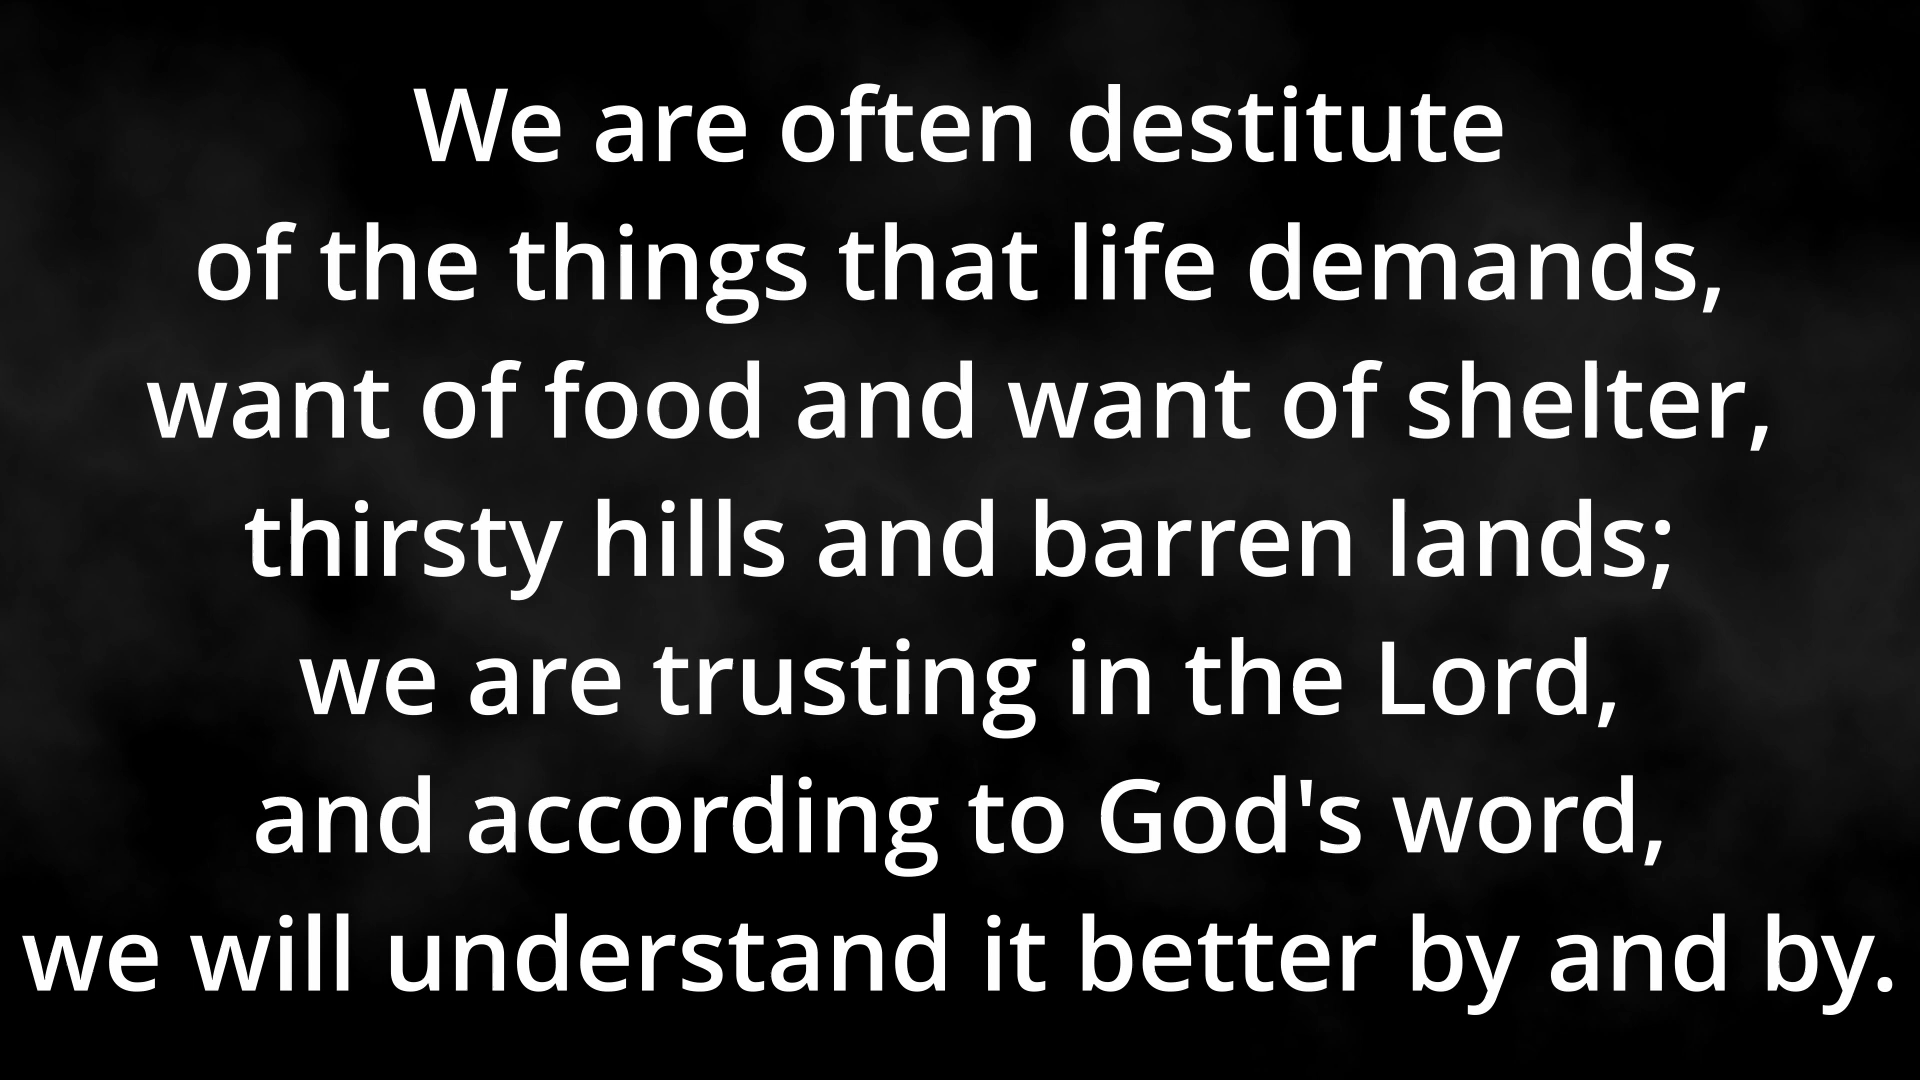 We are often destitute
of the things that life demands,
want of food and want of shelter,
thirsty hills and barren lands;
we are trusting in the Lord,
and according to God's word,
we will understand it better by and by.